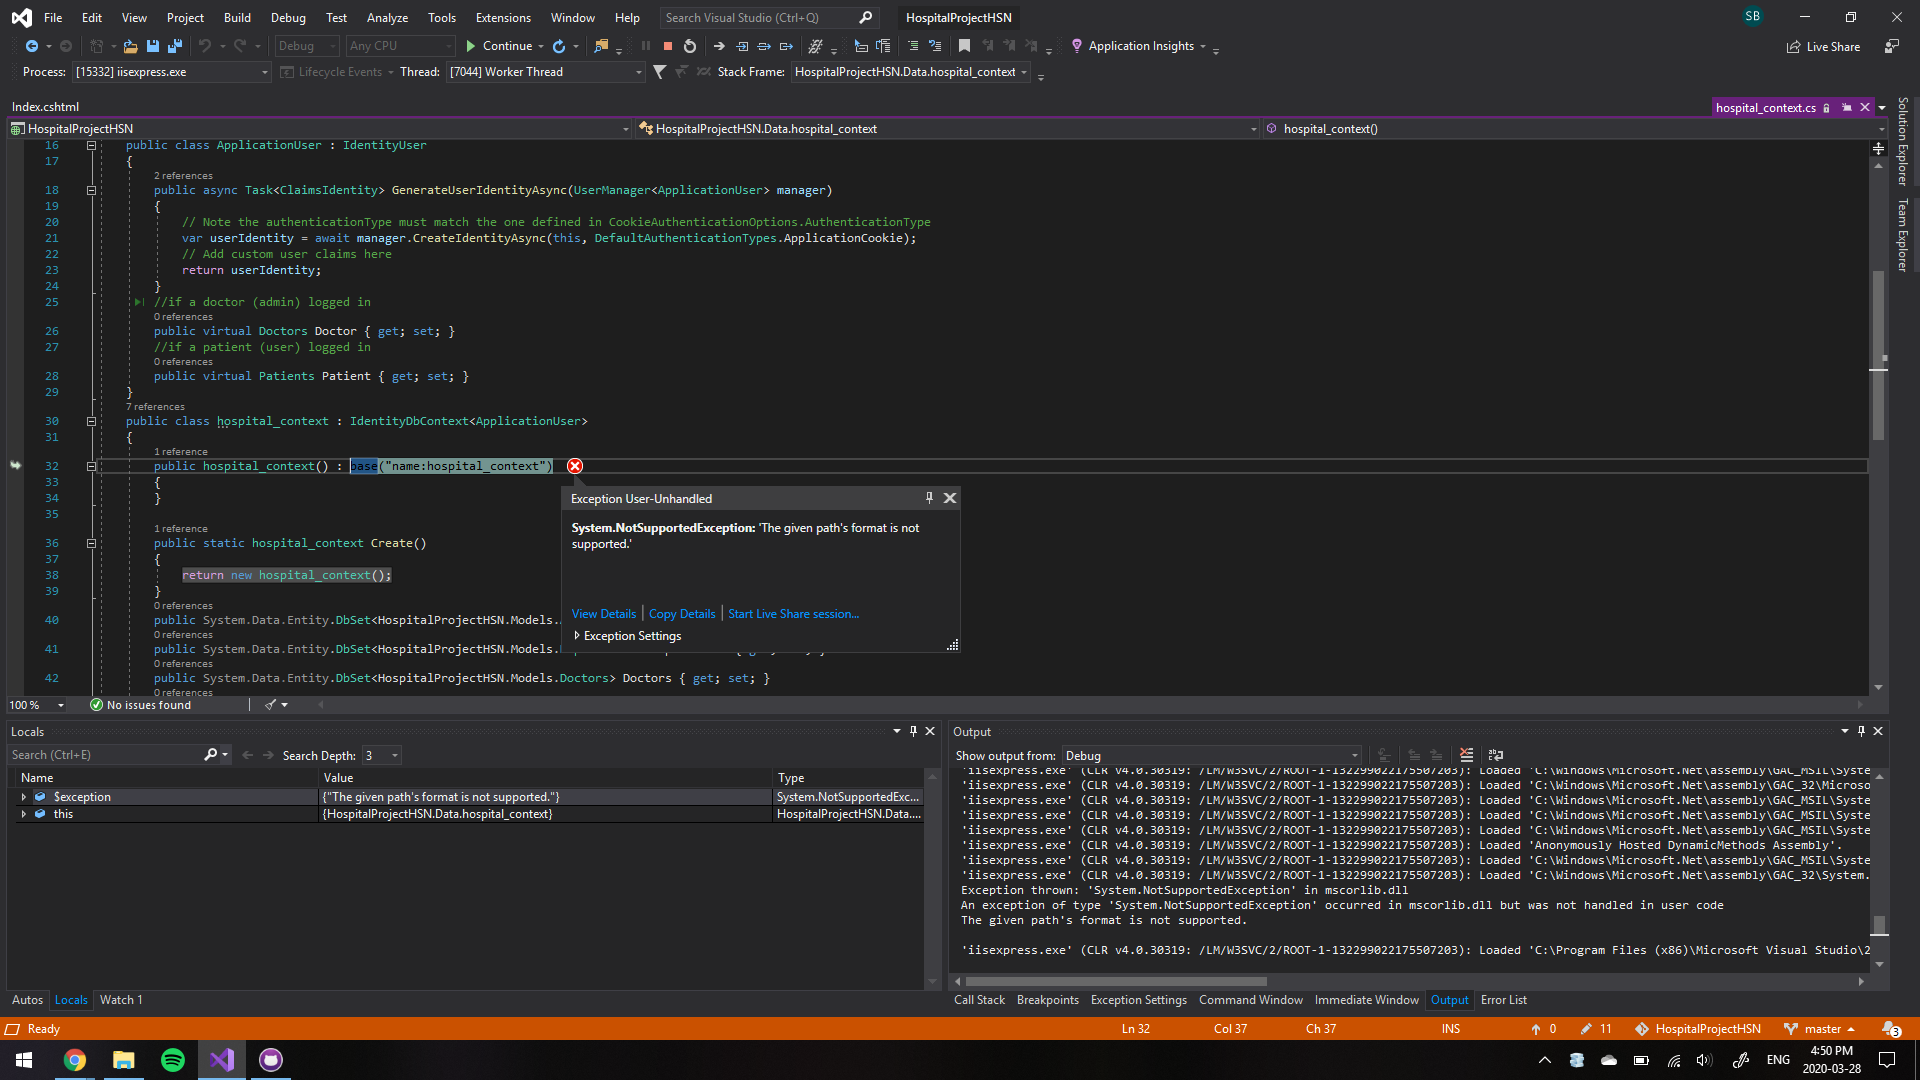 File Edit View Project Build Debug Test Analyze Tools Extensions Window Help Search Visual Studio (Ctrl+Q) HospitalProjectHSN SB
Debug Any CPU Continue Application Insights Live Share
Process: [15332] iisexpress.exe Lifecycle Events Thread: [7044] Worker Thread Stack Frame: HospitalProjectHSN.Data.hospital_context
Index.cshtml hospital_context.cs
HospitalProjectHSN HospitalProjectHSN.Data.hospital_context hospital_context()
16 public class ApplicationUser : IdentityUser
17 {
2 references
18 public async Task<ClaimsIdentity> GenerateUserIdentityAsync(UserManager<ApplicationUser> manager)
19 {
20 // Note the authenticationType must match the one defined in CookieAuthenticationOptions.AuthenticationType
21 var userIdentity = await manager.CreateIdentityAsync(this, DefaultAuthenticationTypes.ApplicationCookie);
22 // Add custom user claims here
23 return userIdentity;
24 }
25 //if a doctor (admin) logged in
0 references
26 public virtual Doctors Doctor { get; set; }
27 //if a patient (user) logged in
0 references
28 public virtual Patients Patient { get; set; }
29 }
7 references
30 public class hospital_context : IdentityDbContext<ApplicationUser>
31 {
1 reference
32 public hospital_context() : base("name:hospital_context")
33 {
34 }
35
1 reference
36 public static hospital_context Create()
37 {
38 return new hospital_context();
39 }
0 references
40 public System.Data.Entity.DbSet<HospitalProjectHSN.Models.
0 references
41 public System.Data.Entity.DbSet<HospitalProjectHSN.Models.
0 references
42 public System.Data.Entity.DbSet<HospitalProjectHSN.Models.Doctors> Doctors { get; set; }
0 references
Exception User-Unhandled
System.NotSupportedException: 'The given path's format is not
supported.'
View Details | Copy Details | Start Live Share session...
Exception Settings
100 % No issues found
Locals
Search (Ctrl+E) Search Depth: 3
Name Value Type
$exception {"The given path's format is not supported."} System.NotSupportedExc...
this {HospitalProjectHSN.Data.hospital_context} HospitalProjectHSN.Data....
Autos Locals Watch 1
Output
Show output from: Debug
'iisexpress.exe' (CLR v4.0.30319: /LM/W3SVC/2/ROOT-1-132299022175507203): Loaded 'C:\Windows\Microsoft.Net\assembly\GAC_MSIL\Syste
'iisexpress.exe' (CLR v4.0.30319: /LM/W3SVC/2/ROOT-1-132299022175507203): Loaded 'C:\Windows\Microsoft.Net\assembly\GAC_32\Microso
'iisexpress.exe' (CLR v4.0.30319: /LM/W3SVC/2/ROOT-1-132299022175507203): Loaded 'C:\Windows\Microsoft.Net\assembly\GAC_MSIL\Syste
'iisexpress.exe' (CLR v4.0.30319: /LM/W3SVC/2/ROOT-1-132299022175507203): Loaded 'C:\Windows\Microsoft.Net\assembly\GAC_MSIL\Syste
'iisexpress.exe' (CLR v4.0.30319: /LM/W3SVC/2/ROOT-1-132299022175507203): Loaded 'C:\Windows\Microsoft.Net\assembly\GAC_MSIL\Syste
'iisexpress.exe' (CLR v4.0.30319: /LM/W3SVC/2/ROOT-1-132299022175507203): Loaded 'Anonymously Hosted DynamicMethods Assembly'.
'iisexpress.exe' (CLR v4.0.30319: /LM/W3SVC/2/ROOT-1-132299022175507203): Loaded 'C:\Windows\Microsoft.Net\assembly\GAC_MSIL\Syste
'iisexpress.exe' (CLR v4.0.30319: /LM/W3SVC/2/ROOT-1-132299022175507203): Loaded 'C:\Windows\Microsoft.Net\assembly\GAC_32\System.
Exception thrown: 'System.NotSupportedException' in mscorlib.dll
An exception of type 'System.NotSupportedException' occurred in mscorlib.dll but was not handled in user code
The given path's format is not supported.
'iisexpress.exe' (CLR v4.0.30319: /LM/W3SVC/2/ROOT-1-132299022175507203): Loaded 'C:\Program Files (x86)\Microsoft Visual Studio\2
Call Stack Breakpoints Exception Settings Command Window Immediate Window Output Error List
Solution Explorer
Team Explorer
Ready Ln 32 Col 37 Ch 37 INS 0 11 HospitalProjectHSN master 3
ENG 4:50 PM
2020-03-28